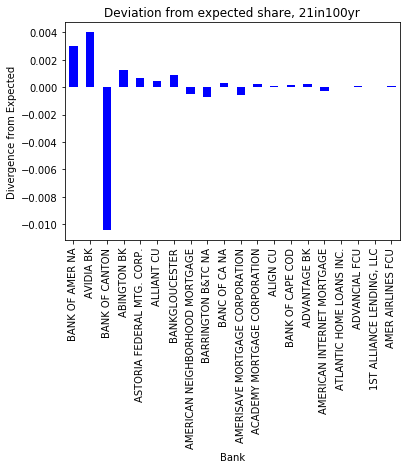 Deviation from expected share, 21in100yr
Divergence from Expected
0.004
0.002
0.000
−0.002
−0.004
−0.006
−0.008
−0.010
BANK OF AMER NA
AVIDIA BK
BANK OF CANTON
ABINGTON BK
ASTORIA FEDERAL MTG. CORP.
ALLIANT CU
BANKGLOUCESTER
AMERICAN NEIGHBORHOOD MORTGAGE
BARRINGTON B&TC NA
BANC OF CA NA
AMERISAVE MORTGAGE CORPORATION
ACADEMY MORTGAGE CORPORATION
ALIGN CU
BANK OF CAPE COD
ADVANTAGE BK
AMERICAN INTERNET MORTGAGE
ATLANTIC HOME LOANS INC.
ADVANCIAL FCU
1ST ALLIANCE LENDING, LLC
AMER AIRLINES FCU
Bank